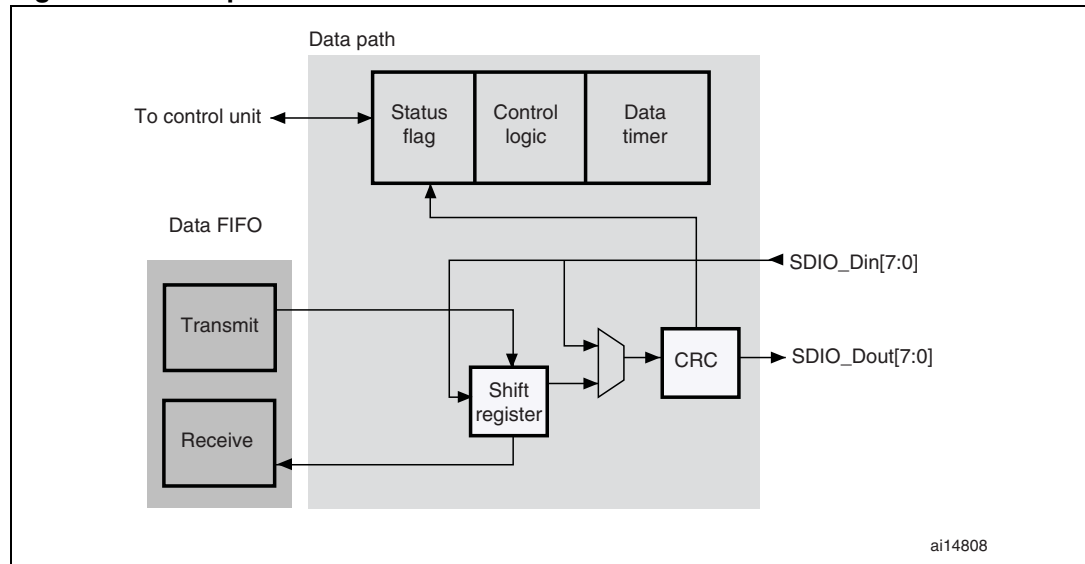 Data path
To control unit
Status
flag
Control
logic
Data
timer
Data FIFO
SDIO_Din[7:0]
Transmit
CRC
SDIO_Dout[7:0]
Shift
register
Receive
ai14808